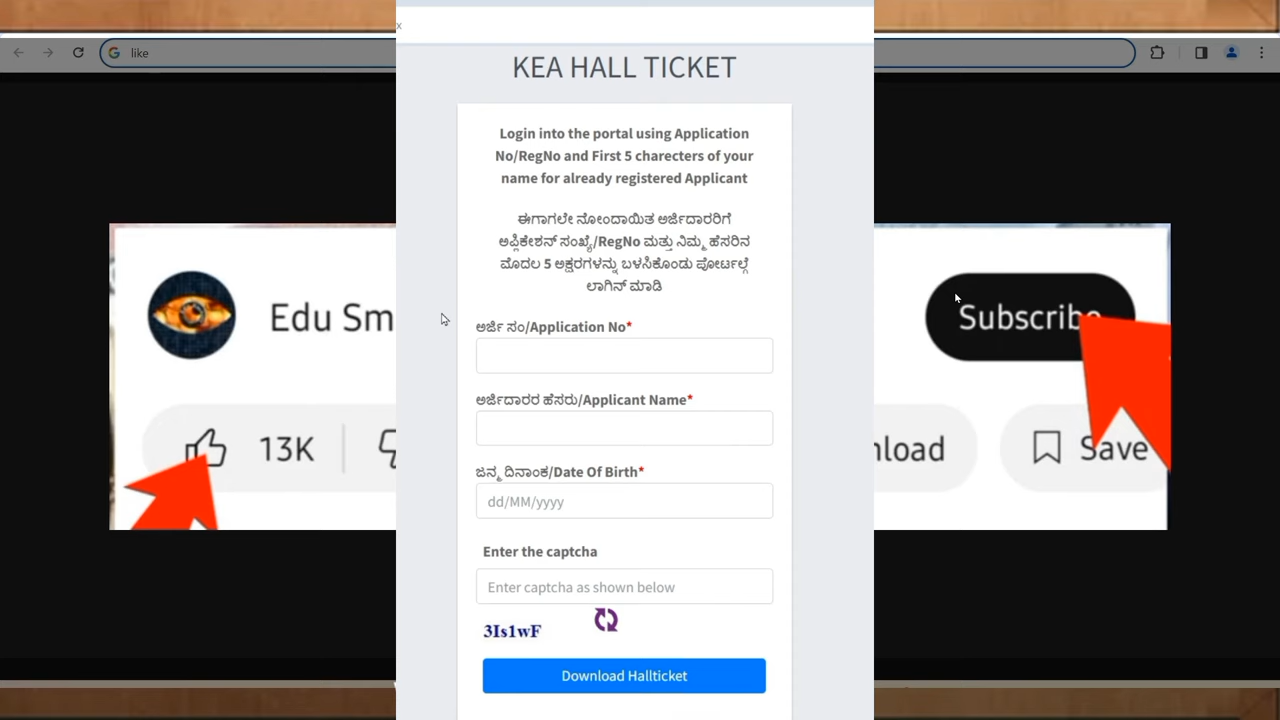 x
like
KEA HALL TICKET
Login into the portal using Application
No/RegNo and First 5 charecters of your
name for already registered Applicant
ಈಗಾಗಲೇ ನೋಂದಾಯಿತ ಅರ್ಜಿದಾರರಿಗೆ
ಅಪ್ಲಿಕೇಶನ್ ಸಂಖ್ಯೆ/RegNo ಮತ್ತು ನಿಮ್ಮ ಹೆಸರಿನ
ಮೊದಲ 5 ಅಕ್ಷರಗಳನ್ನು ಬಳಸಿಕೊಂಡು ಪೋರ್ಟಲ್ಗೆ
ಲಾಗಿನ್ ಮಾಡಿ
Edu Sm
Subscribe
ಅರ್ಜಿ ಸಂ/Application No*
ಅರ್ಜಿದಾರರ ಹೆಸರು/Applicant Name*
13K
nload
Save
ಜನ್ಮ ದಿನಾಂಕ/Date Of Birth*
dd/MM/yyyy
Enter the captcha
Enter captcha as shown below
3Is1wF
Download Hallticket